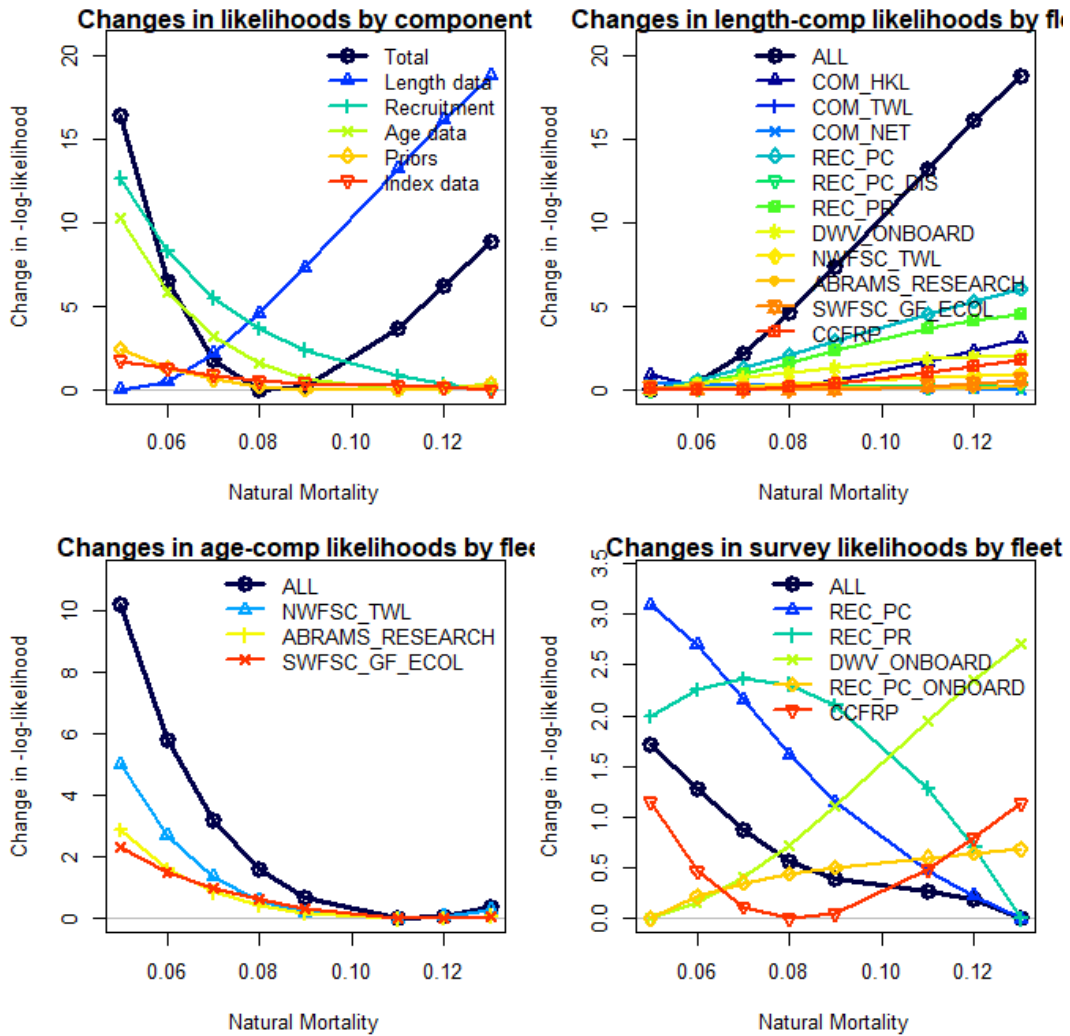 Changes in likelihoods by component
Change in -log-likelihood
20
15
10
5
0
Total
Length data
Recruitment
Age data
Priors
Index data
0.06 0.08 0.10 0.12
Natural Mortality
Changes in length-comp likelihoods by fle
Change in -log-likelihood
20
15
10
5
0
ALL
COM_HKL
COM_TWL
COM_NET
REC_PC
REC_PC_DIS
REC_PR
DWV_ONBOARD
NWFSC_TWL
ABRAMS_RESEARCH
SWFSC_GF_ECOL
CCFRP
0.06 0.08 0.10 0.12
Natural Mortality
Changes in age-comp likelihoods by flee
Change in -log-likelihood
10
8
6
4
2
0
ALL
NWFSC_TWL
ABRAMS_RESEARCH
SWFSC_GF_ECOL
0.06 0.08 0.10 0.12
Natural Mortality
Changes in survey likelihoods by fleet
Change in -log-likelihood
3.5
3.0
2.5
2.0
1.5
1.0
0.5
0.0
ALL
REC_PC
REC_PR
DWV_ONBOARD
REC_PC_ONBOARD
CCFRP
0.06 0.08 0.10 0.12
Natural Mortality